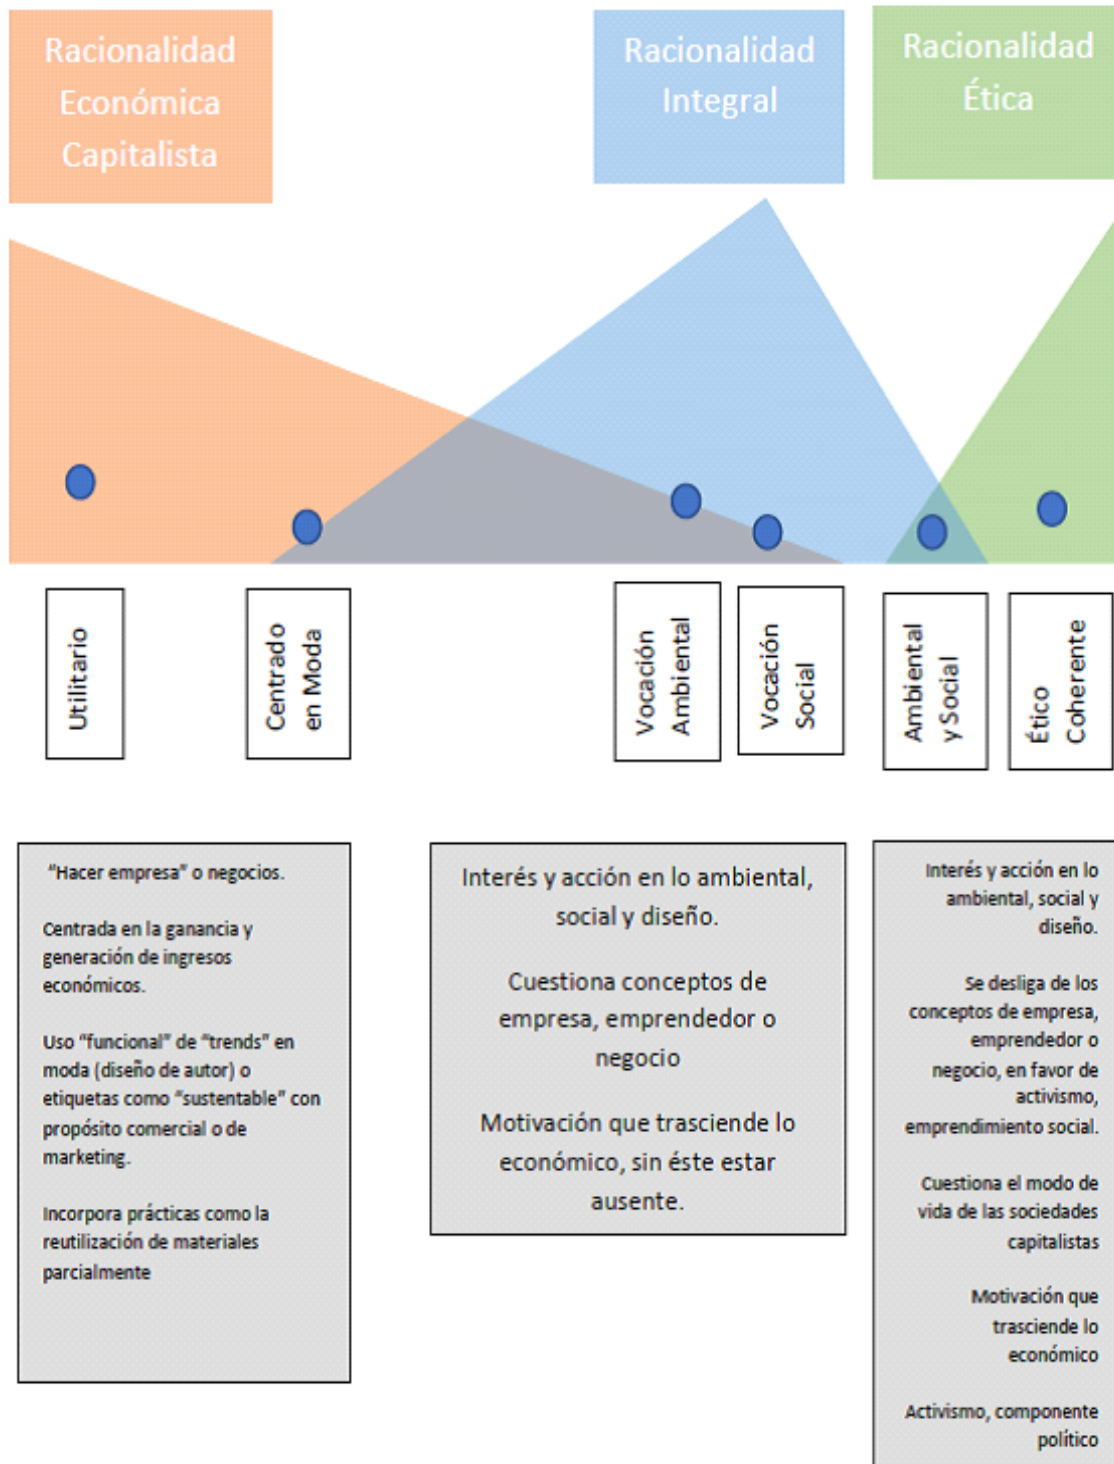 Racionalidad
Económica
Capitalista
Racionalidad
Integral
Racionalidad
Ética
Utilitario
Centrado
en Moda
Vocación
Ambiental
Vocación
Social
Ambiental
y Social
Ético
Coherente
“Hacer empresa” o negocios.
Centrada en la ganancia y
generación de ingresos
económicos.
Uso “funcional” de “trends” en
moda (diseño de autor) o
etiquetas como “sustentable” con
propósito comercial o de
marketing.
Incorpora prácticas como la
reutilización de materiales
parcialmente
Interés y acción en lo ambiental,
social y diseño.
Cuestiona conceptos de
empresa, emprendedor o
negocio
Motivación que trasciende lo
económico, sin éste estar
ausente.
Interés y acción en lo
ambiental, social y
diseño.
Se desliga de los
conceptos de empresa,
emprendedor o
negocio, en favor de
activismo,
emprendimiento social.
Cuestiona el modo de
vida de las sociedades
capitalistas
Motivación que
trasciende lo
económico
Activismo, componente
político